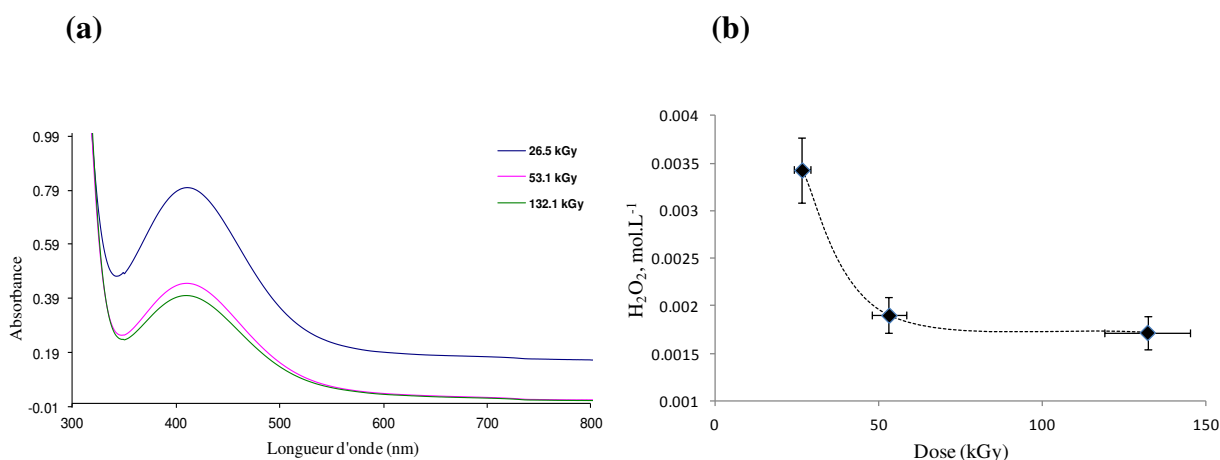 (a)
(b)
Absorbance
0.99
0.79
0.59
0.39
0.19
-0.01
300
400
500
600
700
800
Longueur d'onde (nm)
26.5 kGy
53.1 kGy
132.1 kGy
H₂O₂, mol.L⁻¹
0.004
0.0035
0.003
0.0025
0.002
0.0015
0.001
0
50
100
150
Dose (kGy)